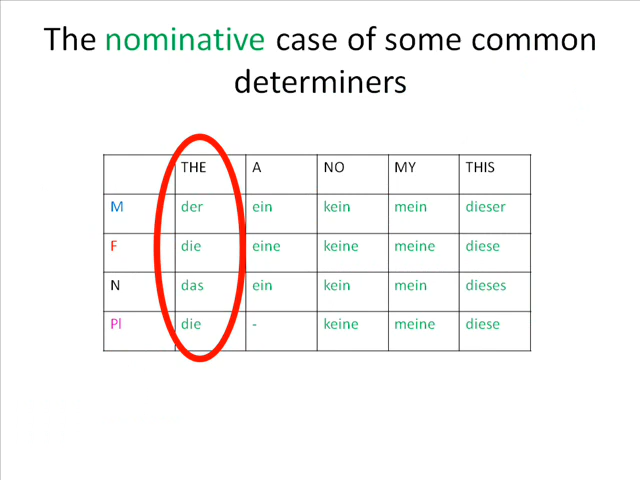 The nominative case of some common
determiners
THE A NO MY THIS
M der ein kein mein dieser
F die eine keine meine diese
N das ein kein mein dieses
Pl die - keine meine diese